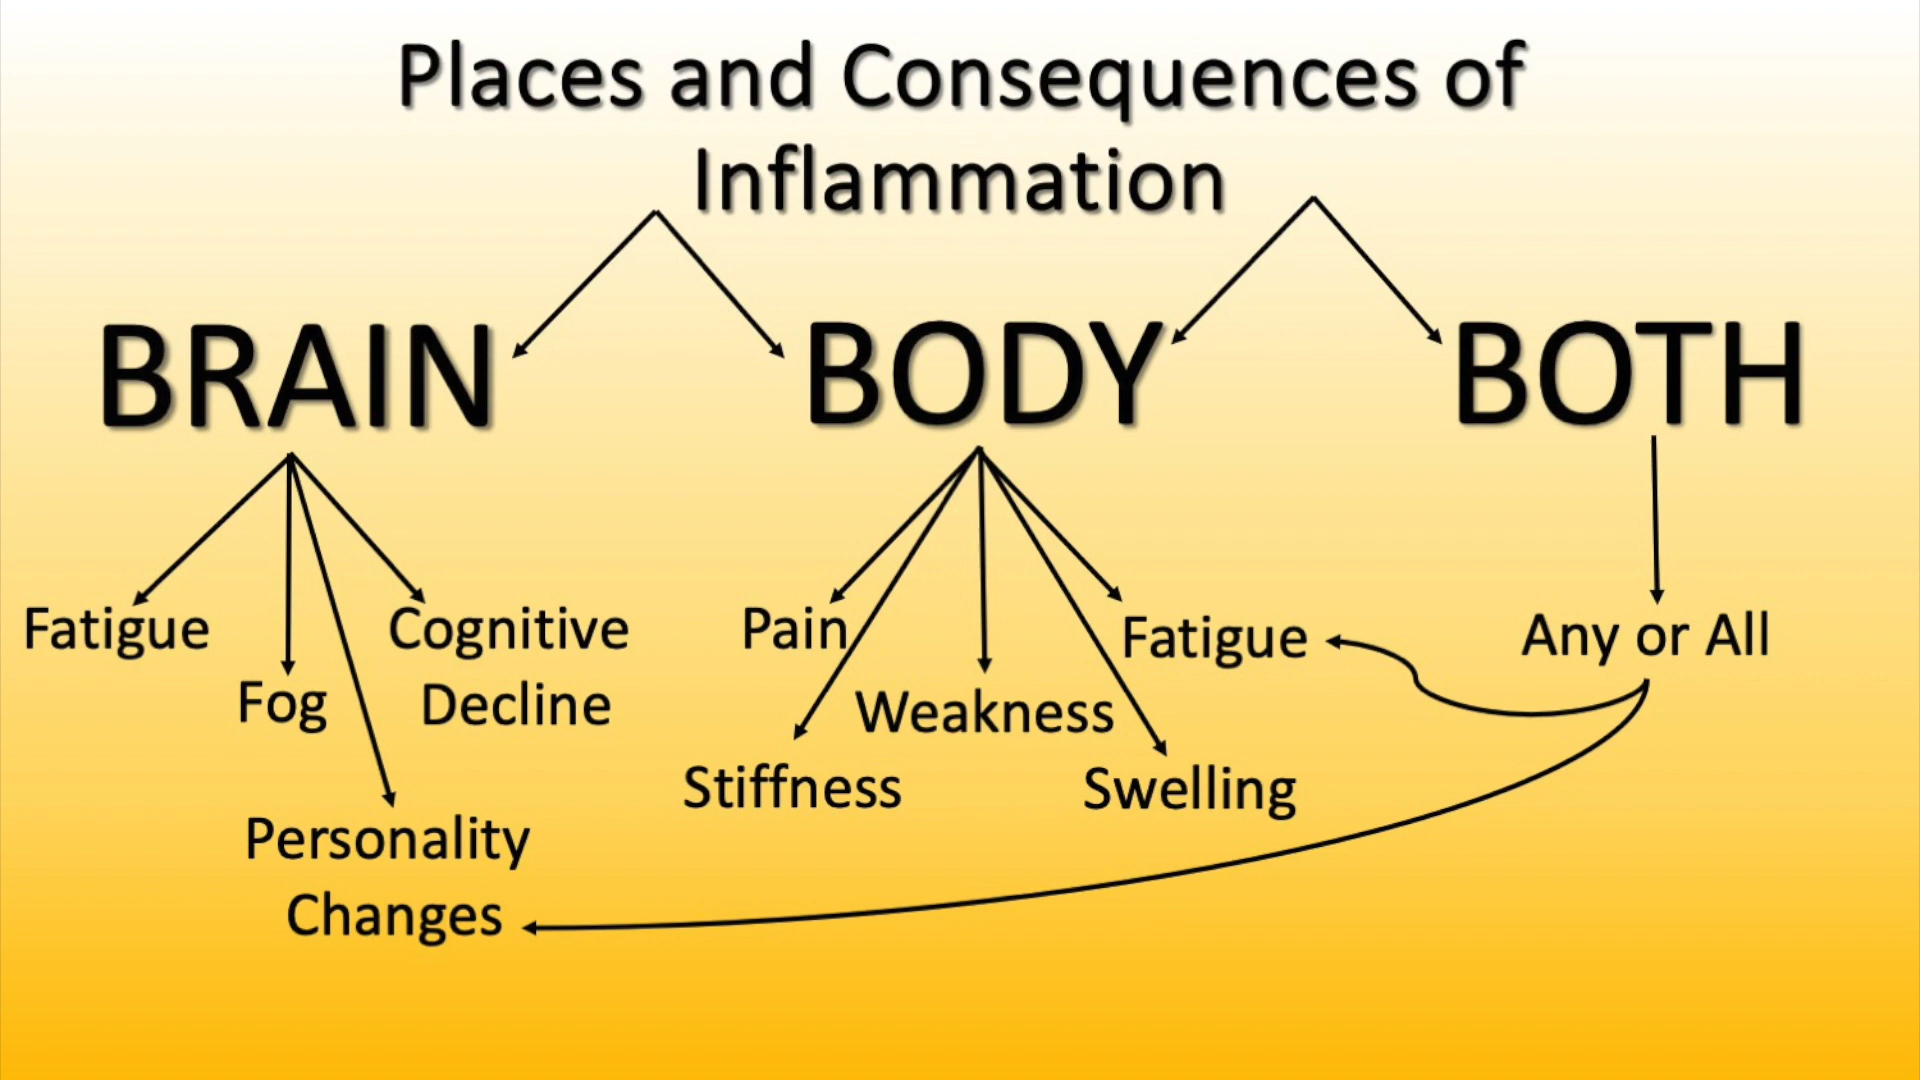 Places and Consequences of
Inflammation
BRAIN
BODY
BOTH
Fatigue
Fog
Cognitive
Decline
Personality
Changes
Pain
Stiffness
Weakness
Swelling
Fatigue
Any or All